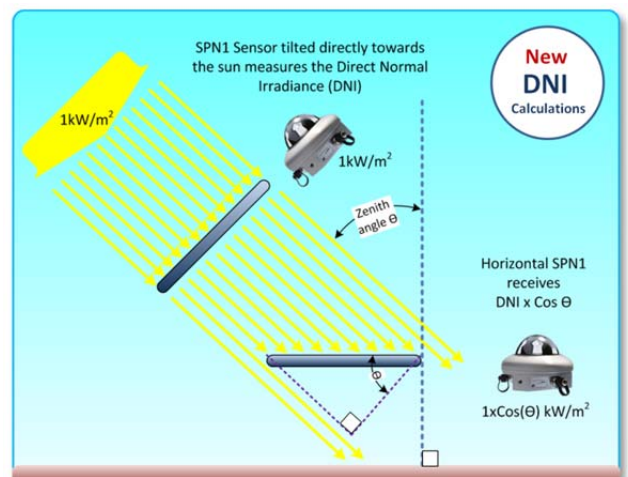 SPN1 Sensor tilted directly towards
the sun measures the Direct Normal
Irradiance (DNI)
New
DNI
Calculations
1kW/m²
1kW/m²
Zenith
angle Θ
Horizontal SPN1
receives
DNI x Cos Θ
Θ
1xCos(Θ) kW/m²